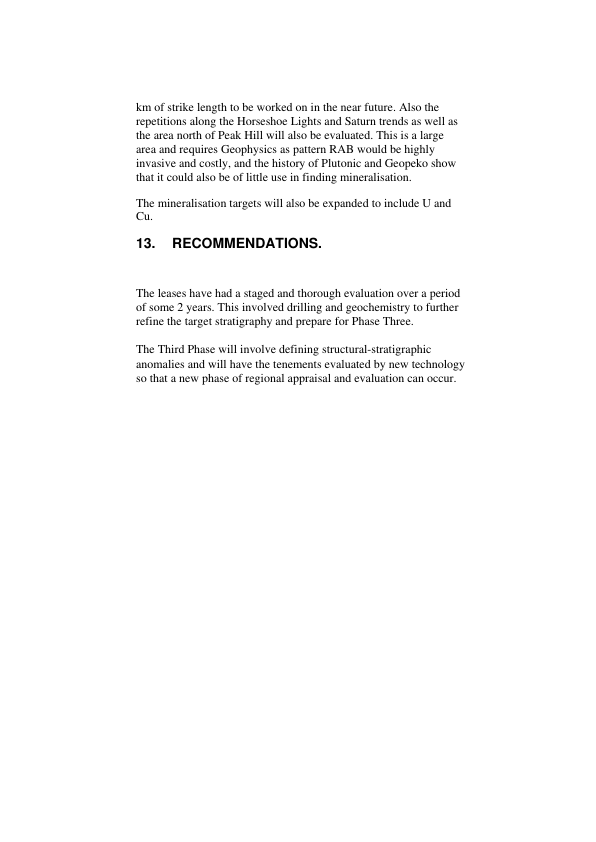 km of strike length to be worked on in the near future. Also the
repetitions along the Horseshoe Lights and Saturn trends as well as
the area north of Peak Hill will also be evaluated. This is a large
area and requires Geophysics as pattern RAB would be highly
invasive and costly, and the history of Plutonic and Geopeko show
that it could also be of little use in finding mineralisation.
The mineralisation targets will also be expanded to include U and
Cu.
13. RECOMMENDATIONS.
The leases have had a staged and thorough evaluation over a period
of some 2 years. This involved drilling and geochemistry to further
refine the target stratigraphy and prepare for Phase Three.
The Third Phase will involve defining structural-stratigraphic
anomalies and will have the tenements evaluated by new technology
so that a new phase of regional appraisal and evaluation can occur.